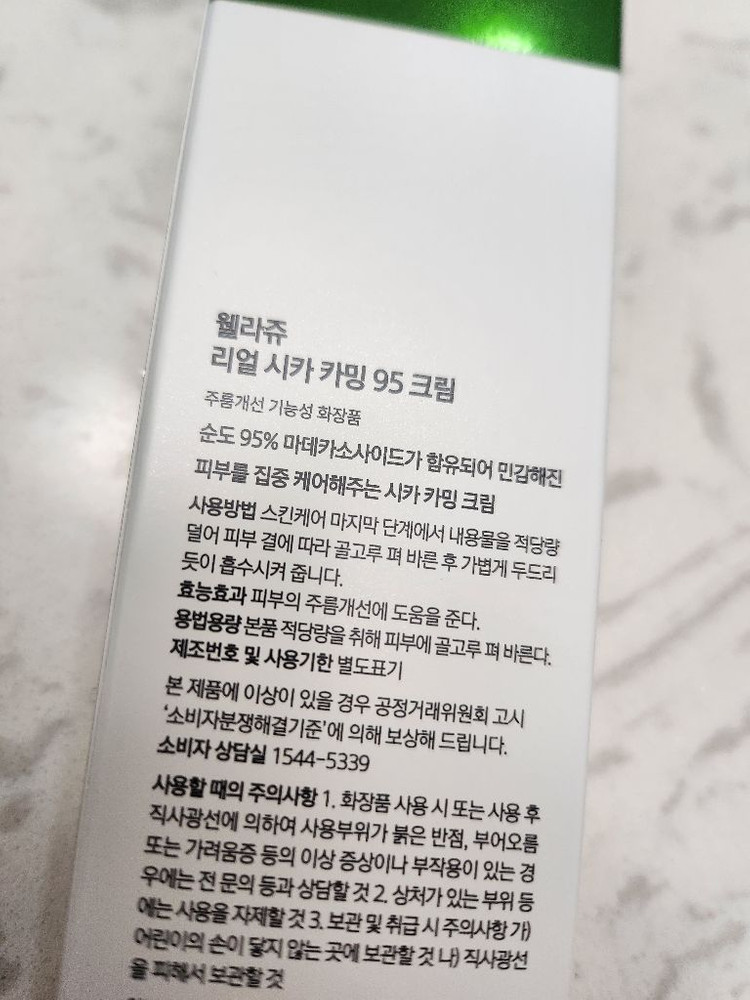 웰라쥬
리얼 시카 카밍 95 크림
주름개선 기능성 화장품
순도 95% 마데카소사이드가 함유되어 민감해진
피부를 집중 케어해주는 시카 카밍 크림
사용방법 스킨케어 마지막 단계에서 내용물을 적당량
덜어 피부 결에 따라 골고루 펴 바른 후 가볍게 두드리
듯이 흡수시켜 줍니다.
효능효과 피부의 주름개선에 도움을 준다.
용법용량 본품 적당량을 취해 피부에 골고루 펴 바른다.
제조번호 및 사용기한 별도표기
본 제품에 이상이 있을 경우 공정거래위원회 고시
'소비자분쟁해결기준'에 의해 보상해 드립니다.
소비자 상담실 1544-5339
사용할 때의 주의사항 1. 화장품 사용 시 또는 사용 후
직사광선에 의하여 사용부위가 붉은 반점, 부어오름
또는 가려움증 등의 이상 증상이나 부작용이 있는 경
우에는 전문의 등과 상담할 것 2. 상처가 있는 부위 등
에는 사용을 자제할 것 3. 보관 및 취급 시 주의사항 가)
어린이의 손이 닿지 않는 곳에 보관할 것 나) 직사광선
을 피해서 보관할 것